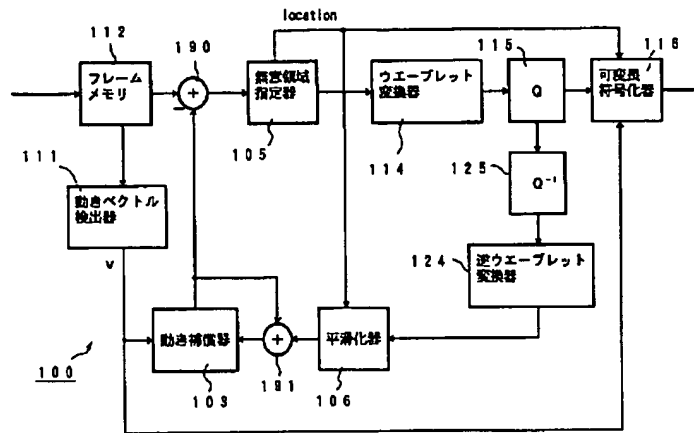 location
112
フレーム
メモリ
190
+
領域
指定器
105
ウエーブレット
変換器
114
115
Q
116
可変長
符号化器
111
動きベクトル
検出器
V
125
Q⁻¹
124
逆ウエーブレット
変換器
動き補償器
103
+
191
平滑化器
106
100